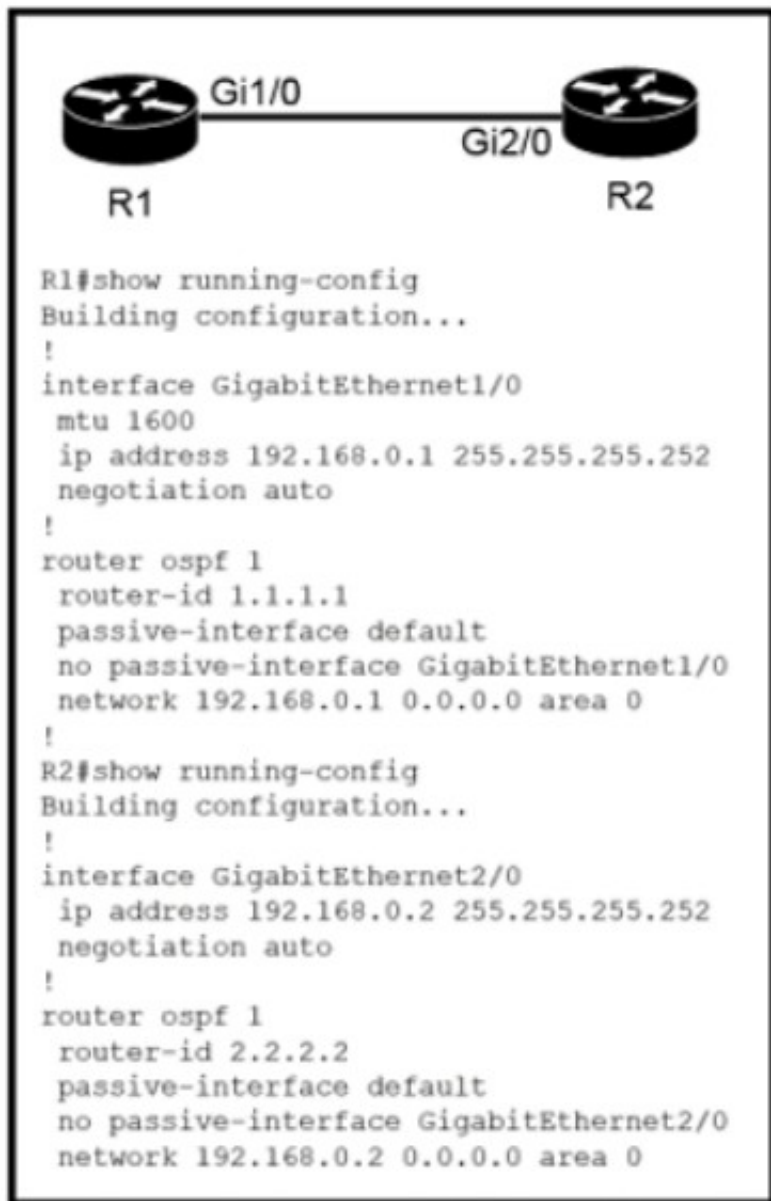 Gi1/0
Gi2/0
R1
R2
R1#show running-config
Building configuration...
!
interface GigabitEthernet1/0
mtu 1600
ip address 192.168.0.1 255.255.255.252
negotiation auto
!
router ospf 1
router-id 1.1.1.1
passive-interface default
no passive-interface GigabitEthernet1/0
network 192.168.0.1 0.0.0.0 area 0
!
R2#show running-config
Building configuration...
!
interface GigabitEthernet2/0
ip address 192.168.0.2 255.255.255.252
negotiation auto
!
router ospf 1
router-id 2.2.2.2
passive-interface default
no passive-interface GigabitEthernet2/0
network 192.168.0.2 0.0.0.0 area 0